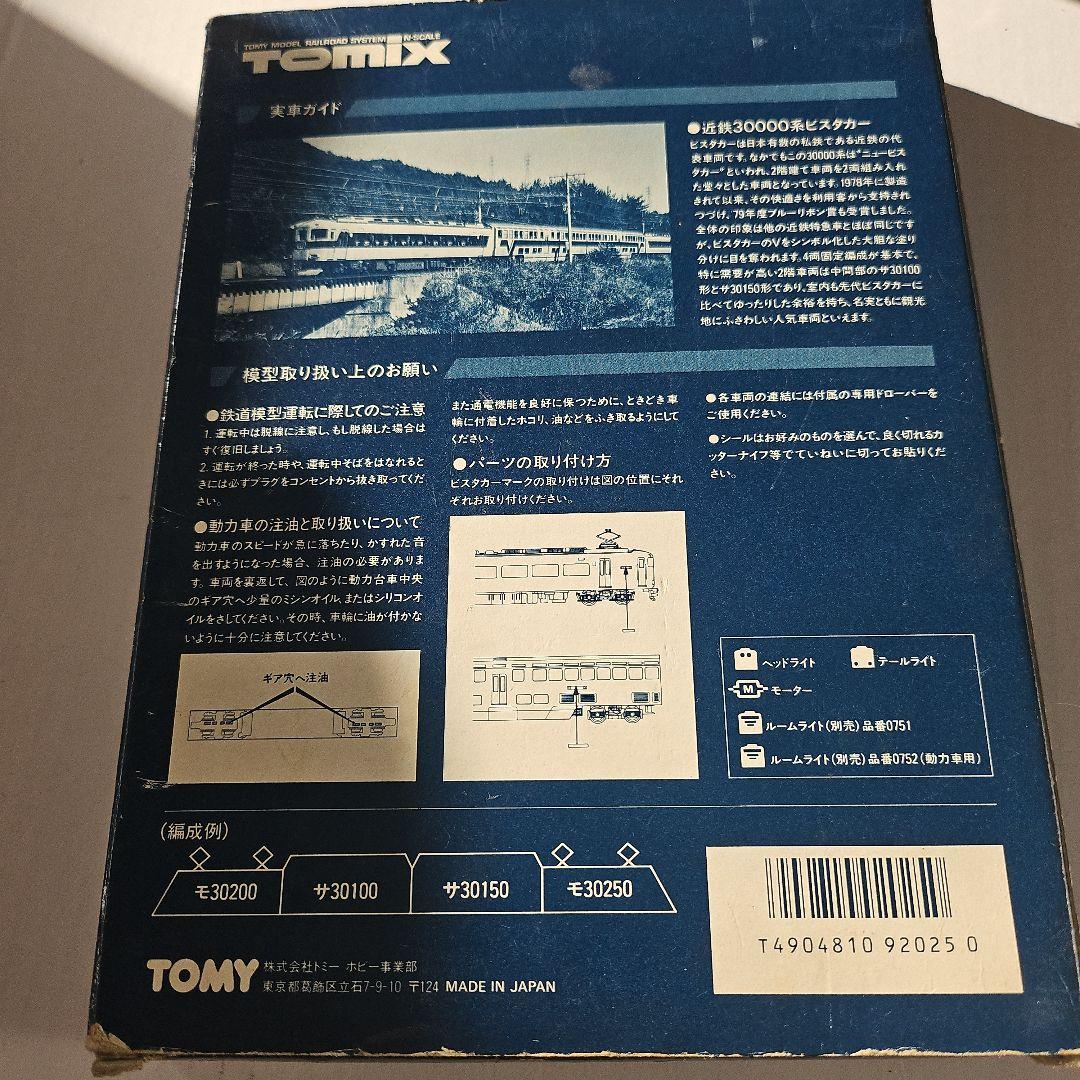 TOMY MODEL RAILROAD SYSTEM N-SCALE
TOMIX
実車ガイド
●近鉄30000系ビスタカー
ビスタカーは日本有数の私鉄である近鉄の代
表車両です。なかでもこの30000系は“ニュービス
タカー”といわれ、2階建て車両を2両組み入れ
た堂々とした車両となっています。1978年に製造
されて以来、その快適さを利用客から支持され
つづけ、'79年度ブルーリボン賞も受賞しました。
全体の印象は他の近鉄特急車とほぼ同じです
が、ビスタカーのVをシンボル化した大胆な塗り
分けに目を奪われます。4両固定編成が基本で、
特に需要が高い2階車両は中間部のサ30100
形とサ30150形であり、室内も先代ビスタカーに
比べてゆったりした余裕を持ち、名実ともに観光
地にふさわしい人気車両といえます。
模型取り扱い上のお願い
●鉄道模型運転に際してのご注意
1. 運転中は脱線に注意し、もし脱線した場合は
すぐ復旧しましょう。
2. 運転が終った時や、運転中そばをはなれると
きには必ずプラグをコンセントから抜き取ってくだ
さい。
●動力車の注油と取り扱いについて
動力車のスピードが急に落ちたり、かすれた音
を出すようになった場合、注油の必要がありま
す。車両を裏返して、図のように動力台車中央
のギア穴へ少量のミシンオイル、またはシリコンオ
イルをさしてください。その時、車輪に油が付かな
いように十分に注意してください。
ギア穴へ注油
また通電機能を良好に保つために、ときどき車
輪に付着したホコリ、油などをふき取るようにして
ください。
●パーツの取り付け方
ビスタカーマークの取り付けは図の位置にそれ
ぞれお取り付けください。
●各車両の連結には付属の専用ドローバーを
ご使用ください。
●シールはお好みのものを選んで、良く切れるカ
ッターナイフ等でていねいに切ってお貼りくだ
さい。
ヘッドライト テールライト
M モーター
ルームライト(別売)品番0751
ルームライト(別売)品番0752(動力車用)
(編成例)
モ30200 サ30100 サ30150 モ30250
T4904810 92025 0
TOMY 株式会社トミー ホビー事業部
東京都葛飾区立石7-9-10 〒124 MADE IN JAPAN